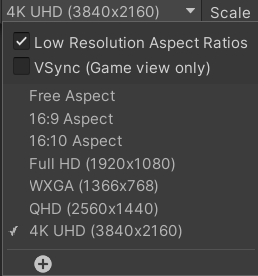 4K UHD (3840x2160) Scale
Low Resolution Aspect Ratios
VSync (Game view only)
Free Aspect
16:9 Aspect
16:10 Aspect
Full HD (1920x1080)
WXGA (1366x768)
QHD (2560x1440)
4K UHD (3840x2160)